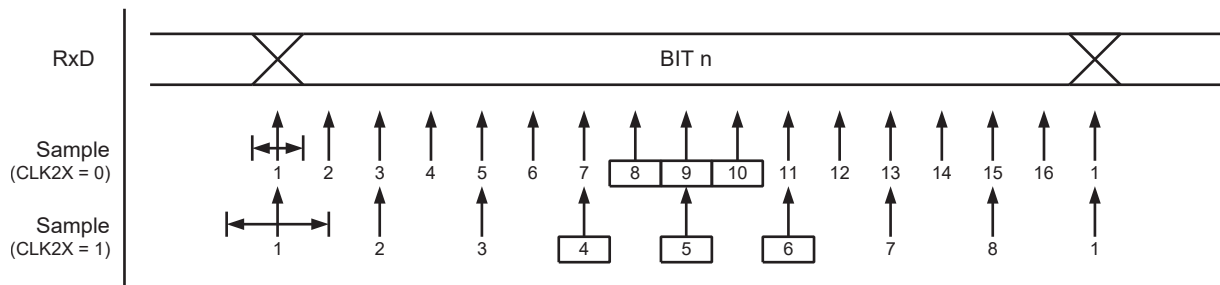 RxD
BIT n
Sample
(CLK2X = 0)
1 2 3 4 5 6 7 8 9 10 11 12 13 14 15 16 1
Sample
(CLK2X = 1)
1 2 3 4 5 6 7 8 1